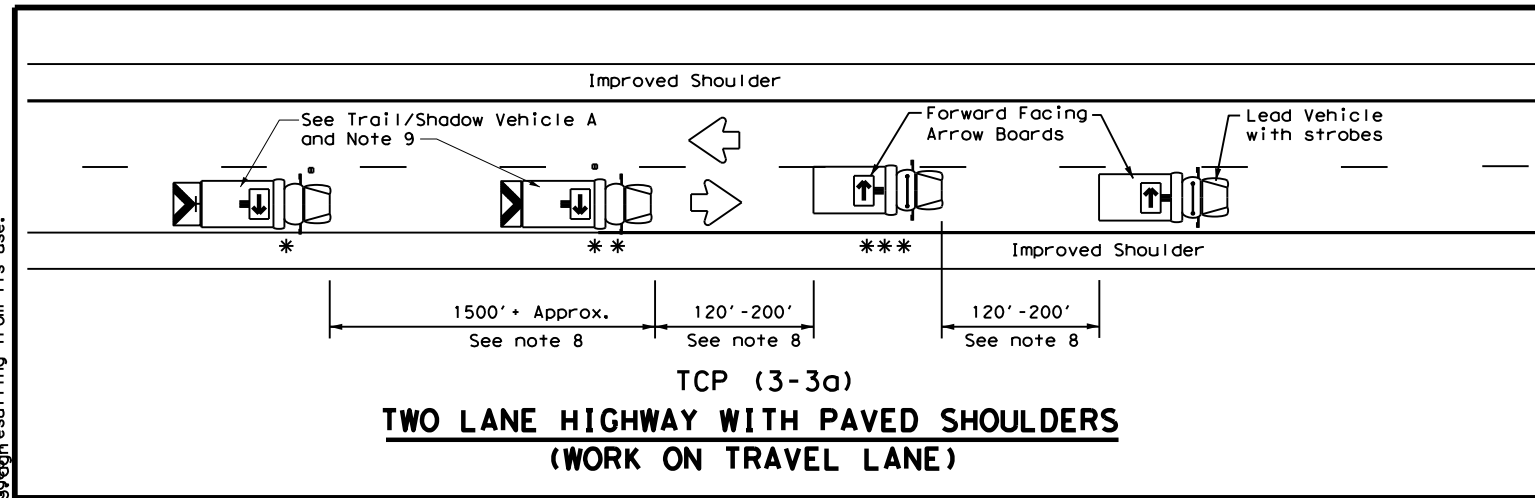 Improved Shoulder
See Trail/Shadow Vehicle A
and Note 9
Forward Facing
Arrow Boards
Lead Vehicle
with strobes
*
**
***
Improved Shoulder
1500'+ Approx.
See note 8
120'-200'
See note 8
120'-200'
See note 8
TCP (3-3a)
TWO LANE HIGHWAY WITH PAVED SHOULDERS
(WORK ON TRAVEL LANE)
its use.